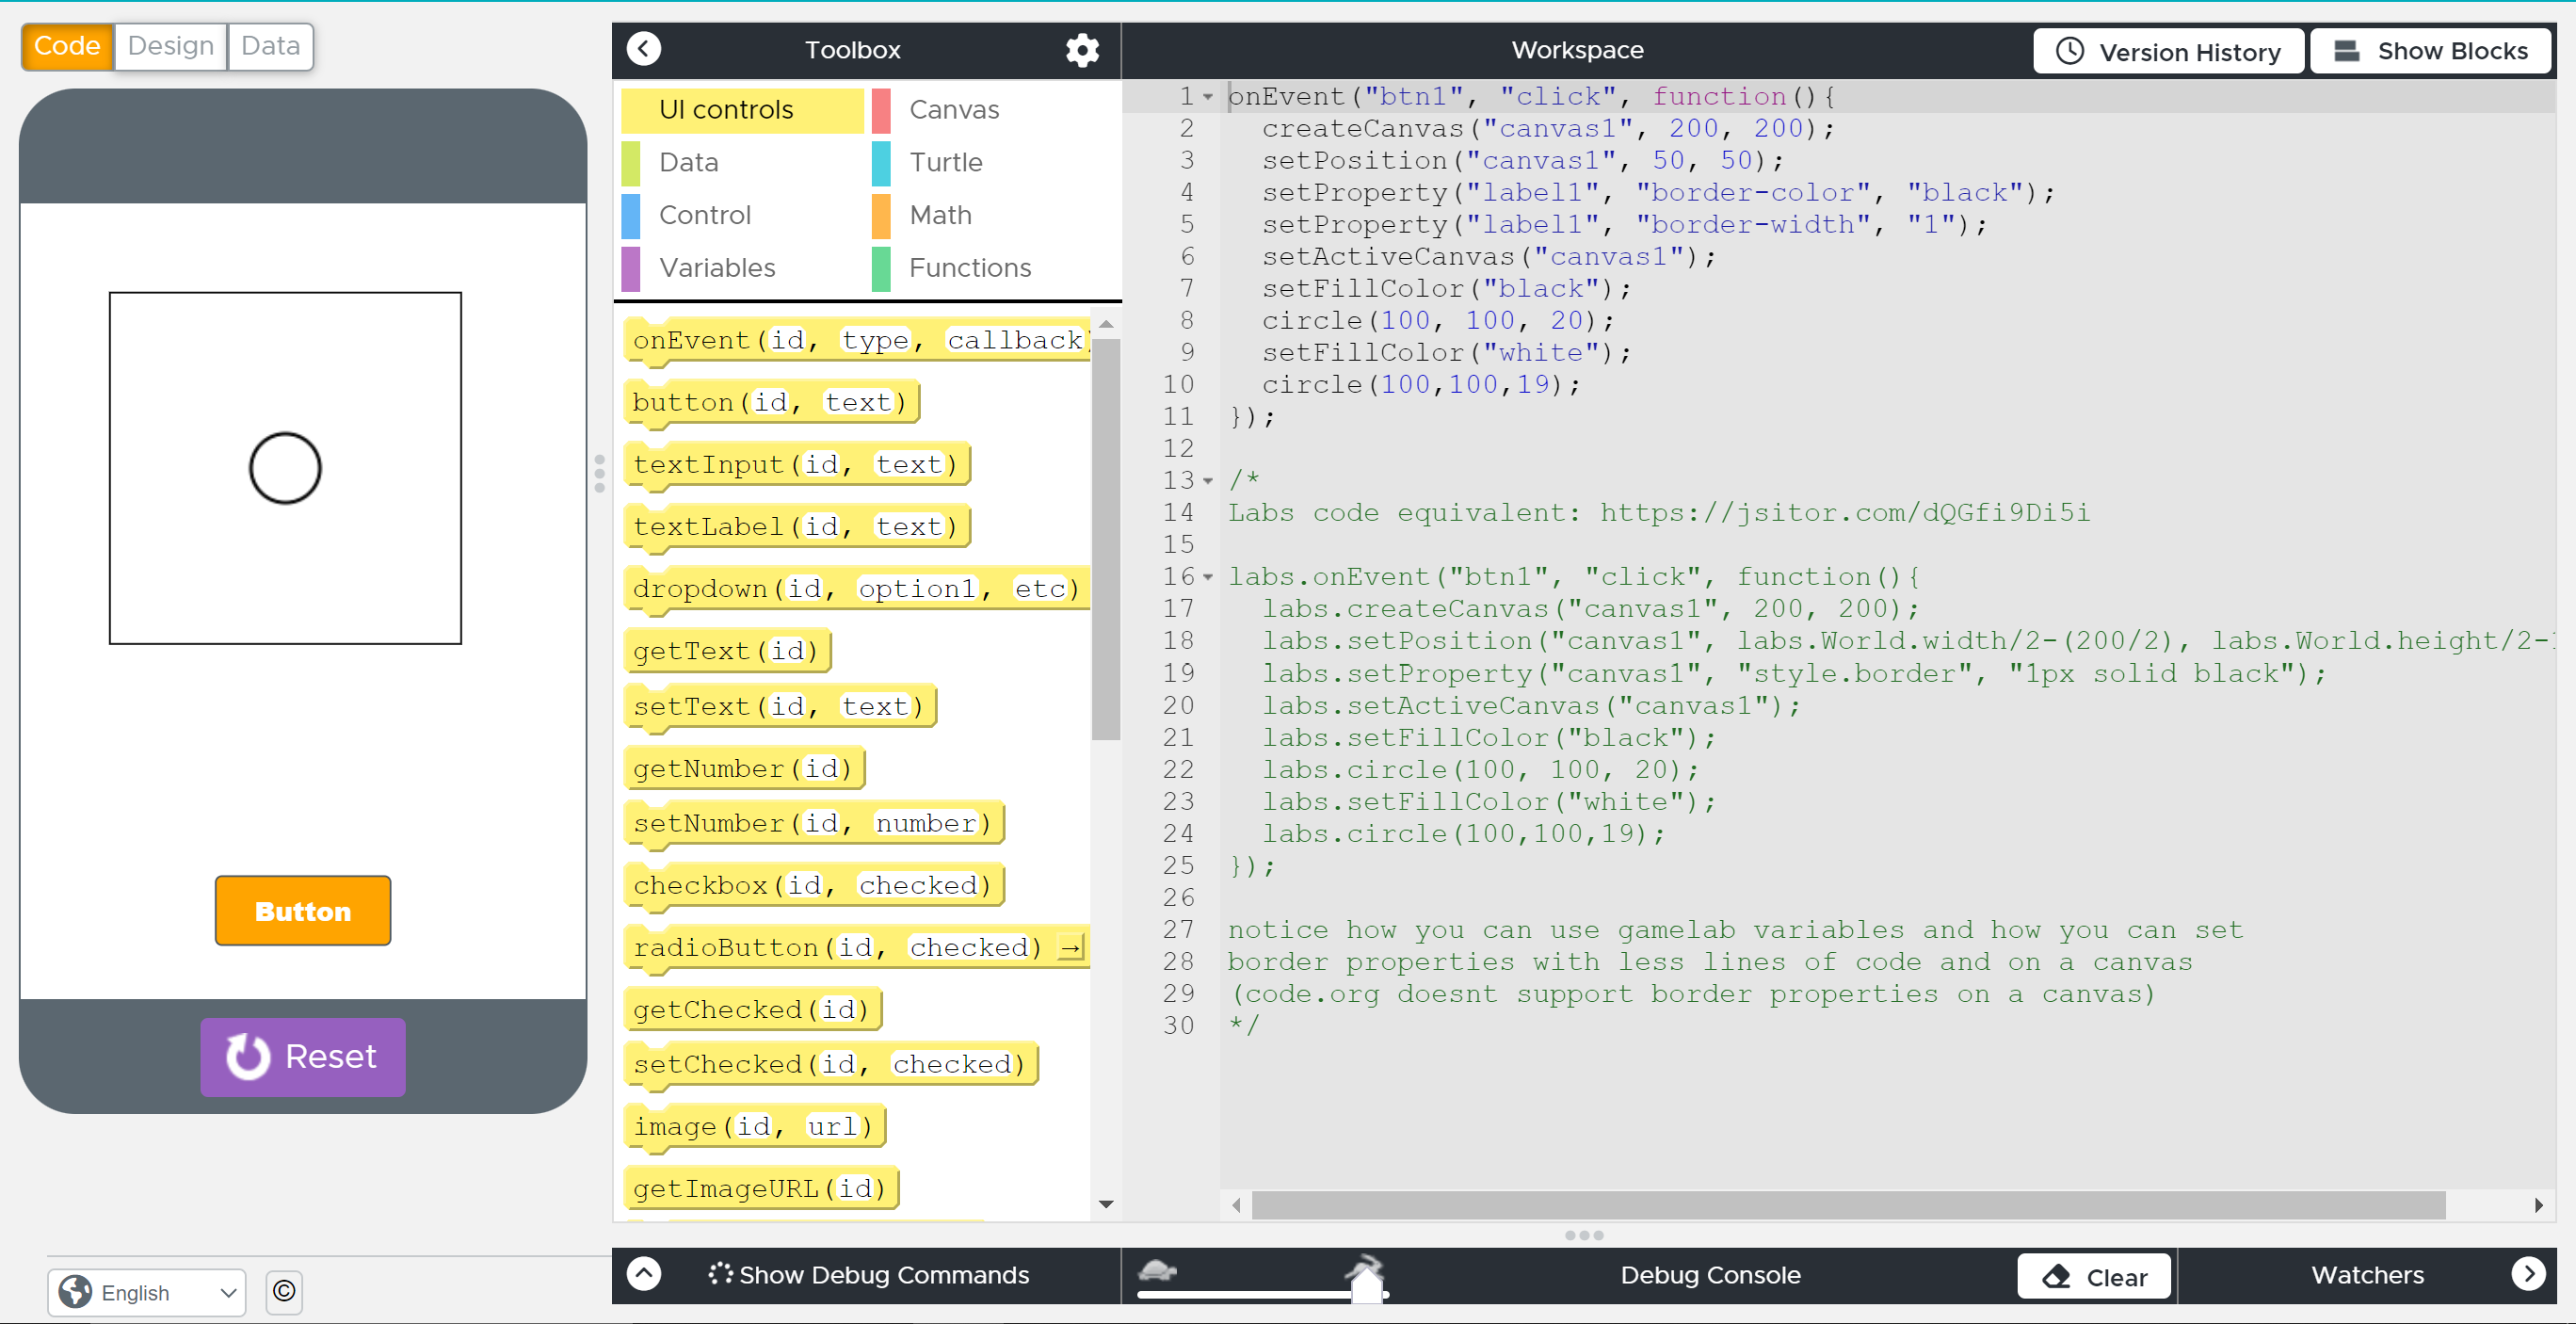 Code Design Data
Toolbox
Workspace
Version History
Show Blocks
UI controls
Canvas
Data
Turtle
Control
Math
Variables
Functions
onEvent(id, type, callback)
button(id, text)
textInput(id, text)
textLabel(id, text)
dropdown(id, option1, etc)
getText(id)
setText(id, text)
getNumber(id)
setNumber(id, number)
checkbox(id, checked)
radioButton(id, checked) →
getChecked(id)
setChecked(id, checked)
image(id, url)
getImageURL(id)
1 onEvent("btn1", "click", function(){
2 createCanvas("canvas1", 200, 200);
3 setPosition("canvas1", 50, 50);
4 setProperty("label1", "border-color", "black");
5 setProperty("label1", "border-width", "1");
6 setActiveCanvas("canvas1");
7 setFillColor("black");
8 circle(100, 100, 20);
9 setFillColor("white");
10 circle(100,100,19);
11 });
12
13 /*
14 Labs code equivalent: https://jsitor.com/dQGfi9Di5i
15
16 labs.onEvent("btn1", "click", function(){
17 labs.createCanvas("canvas1", 200, 200);
18 labs.setPosition("canvas1", labs.World.width/2-(200/2), labs.World.height/2-
19 labs.setProperty("canvas1", "style.border", "1px solid black");
20 labs.setActiveCanvas("canvas1");
21 labs.setFillColor("black");
22 labs.circle(100, 100, 20);
23 labs.setFillColor("white");
24 labs.circle(100,100,19);
25 });
26
27 notice how you can use gamelab variables and how you can set
28 border properties with less lines of code and on a canvas
29 (code.org doesnt support border properties on a canvas)
30 */
Button
Reset
English
©
Show Debug Commands
Debug Console
Clear
Watchers